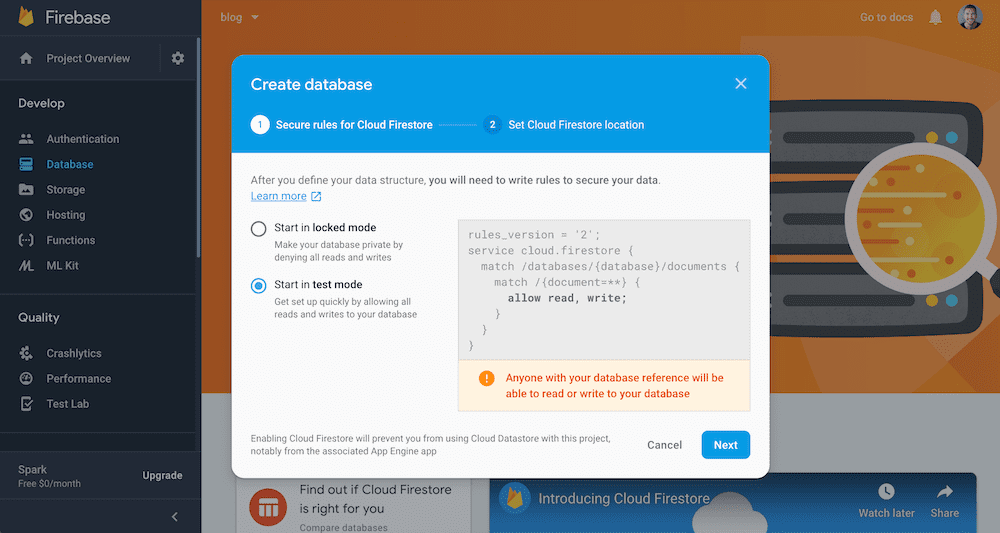 Firebase
blog
Go to docs
Project Overview
Develop
Authentication
Database
Storage
Hosting
Functions
ML Kit
Quality
Crashlytics
Performance
Test Lab
Spark
Free $0/month
Upgrade
Create database
1 Secure rules for Cloud Firestore
2 Set Cloud Firestore location
After you define your data structure, you will need to write rules to secure your data.
Learn more
Start in locked mode
Make your database private by
denying all reads and writes
Start in test mode
Get set up quickly by allowing all
reads and writes to your database
rules_version = '2';
service cloud.firestore {
match /databases/{database}/documents {
match /{document=**} {
allow read, write;
}
}
}
! Anyone with your database reference will be
able to read or write to your database
Enabling Cloud Firestore will prevent you from using Cloud Datastore with this project,
notably from the associated App Engine app
Cancel
Next
Find out if Cloud Firestore
is right for you
Compare databases
Introducing Cloud Firestore
Watch later
Share